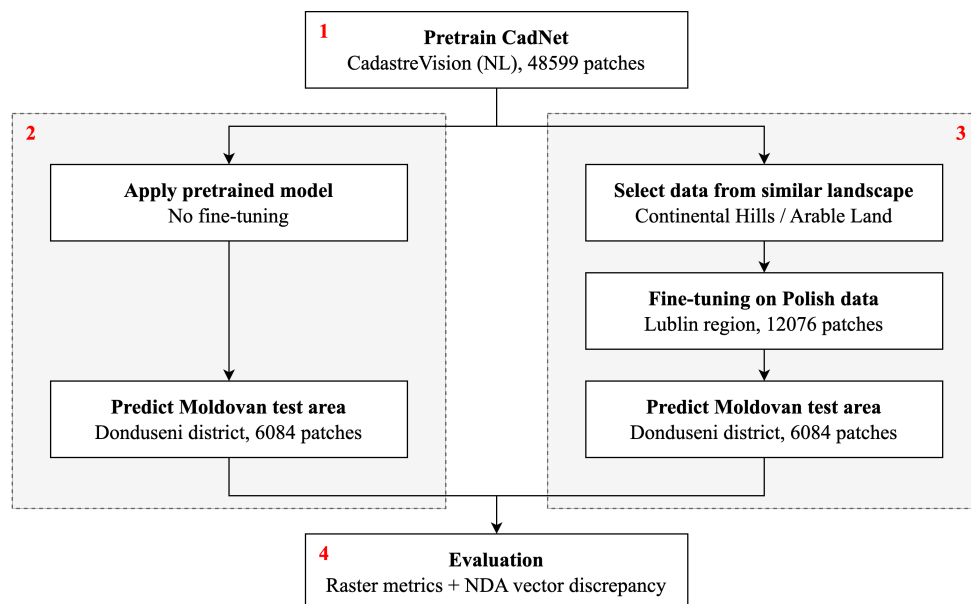 1
Pretrain CadNet
CadastreVision (NL), 48599 patches
2
Apply pretrained model
No fine-tuning
Predict Moldovan test area
Donduseni district, 6084 patches
3
Select data from similar landscape
Continental Hills / Arable Land
Fine-tuning on Polish data
Lublin region, 12076 patches
Predict Moldovan test area
Donduseni district, 6084 patches
4
Evaluation
Raster metrics + NDA vector discrepancy